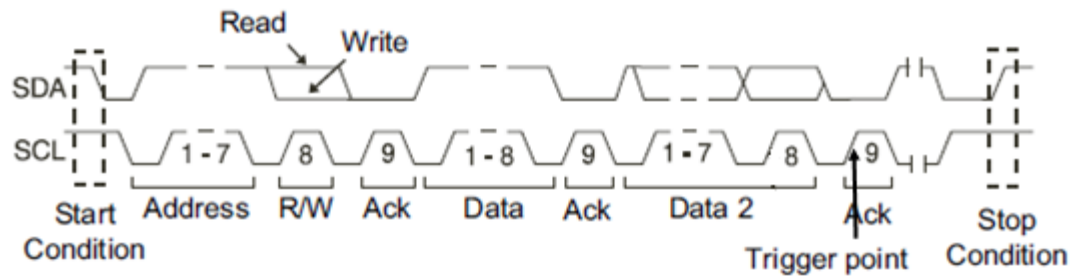 Read
Write
SDA
SCL
1 - 7
8
9
1 - 8
9
1 - 7
8
9
Start
Condition
Address
R/W
Ack
Data
Ack
Data 2
Ack
Trigger point
Stop
Condition